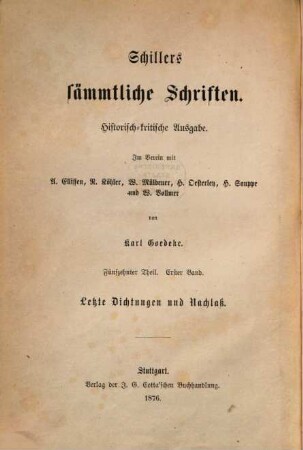 Schillers
sämmtliche Schriften.
Historisch-kritische Ausgabe.
Im Verein mit
A. Ellissen, R. Köhler, W. Müldener, H. Oesterley, H. Sauppe
und W. Vollmer
von
Karl Goedeke.
Fünfzehnter Theil. Erster Band.
Letzte Dichtungen und Nachlaß.
Stuttgart.
Verlag der J. G. Cotta'schen Buchhandlung.
1876.